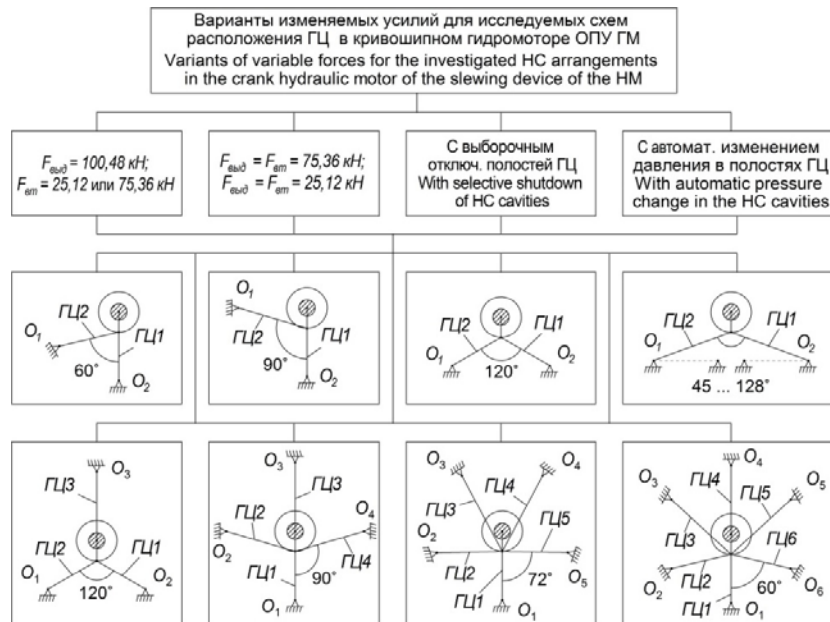 Варианты изменяемых усилий для исследуемых схем
расположения ГЦ в кривошипном гидромоторе ОПУ ГМ
Variants of variable forces for the investigated HC arrangements
in the crank hydraulic motor of the slewing device of the HM
Fвыд = 100,48 кН;
Fвт = 25,12 или 75,36 кН
Fвыд = Fвт = 75,36 кН;
Fвыд = Fвт = 25,12 кН
С выборочным
отключ. полостей ГЦ
With selective shutdown
of HC cavities
С автомат. изменением
давления в полостях ГЦ
With automatic pressure
change in the HC cavities
O1
ГЦ2
ГЦ1
60°
O2
O1
ГЦ2
ГЦ1
90°
O2
ГЦ2
ГЦ1
O1
O2
120°
ГЦ2
ГЦ1
O1
O2
45 ... 128°
O3
ГЦ3
ГЦ2
ГЦ1
O1
O2
120°
O3
ГЦ3
O4
ГЦ2
O2
ГЦ4
ГЦ1
90°
O1
O3
O4
ГЦ4
ГЦ3
O2
ГЦ5
ГЦ2
O5
ГЦ1
72°
O1
O4
O3
ГЦ4
O5
ГЦ5
ГЦ3
ГЦ6
O2
ГЦ2
O6
60°
ГЦ1
O1